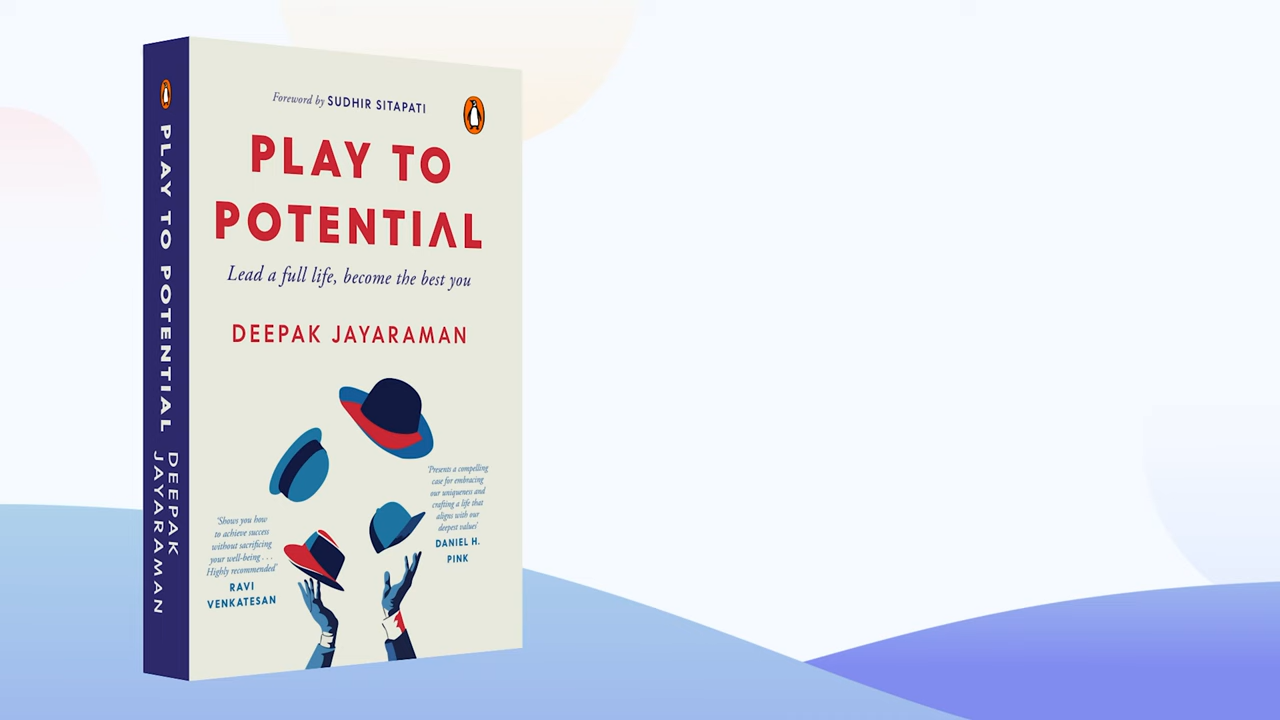 PLAY TO POTENTIAL
DEEPAK
JAYARAMAN
Foreword by SUDHIR SITAPATI
PLAY TO
POTENTIAL
Lead a full life, become the best you
DEEPAK JAYARAMAN
'Presents a compelling
case for embracing
our uniqueness and
crafting a life that
aligns with our
deepest values'
DANIEL H.
PINK
'Shows you how
to achieve success
without sacrificing
your well-being . . .
Highly recommended'
RAVI
VENKATESAN